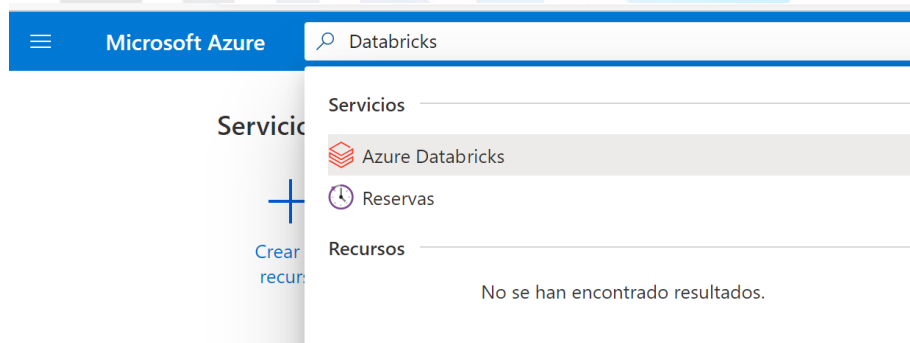 Microsoft Azure
Databricks
Servicios
Servicio
Azure Databricks
Reservas
Crear
recurs
Recursos
No se han encontrado resultados.